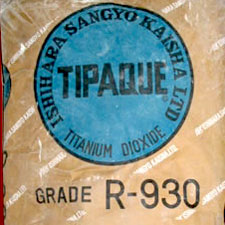 ISHIHARA SANGYO KAISHA LTD
TIPAQUE
TITANIUM DIOXIDE
GRADE R-930